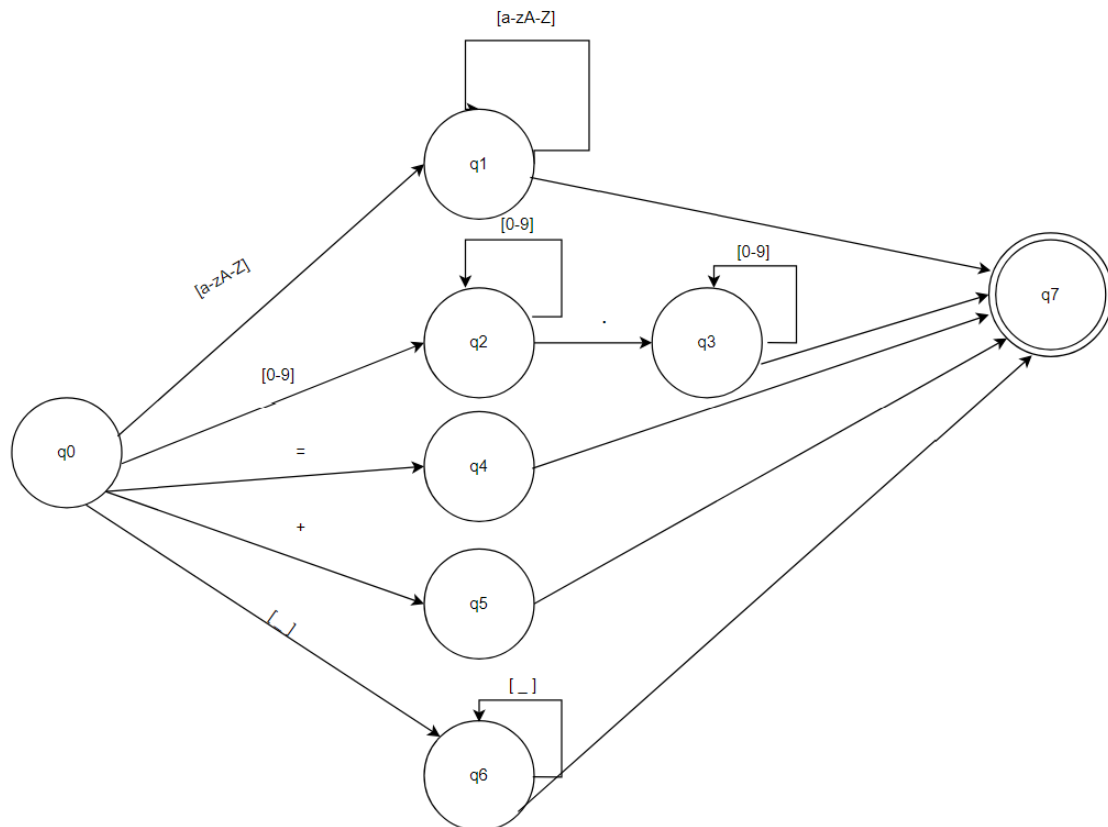 [a-zA-Z]
q1
[a-zA-Z]
[0-9]
[0-9]
q7
.
q2
q3
[0-9]
q0
=
q4
+
q5
[_]
[ _ ]
q6